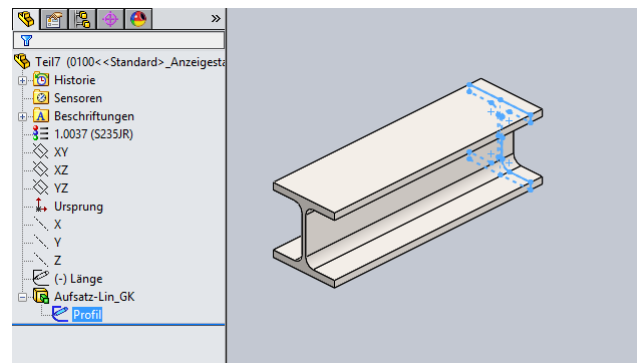 »
Teil7 (0100<<Standard>_Anzeigesta
Historie
Sensoren
A Beschriftungen
1.0037 (S235JR)
XY
XZ
YZ
Ursprung
X
Y
Z
(-) Länge
Aufsatz-Lin_GK
Profil